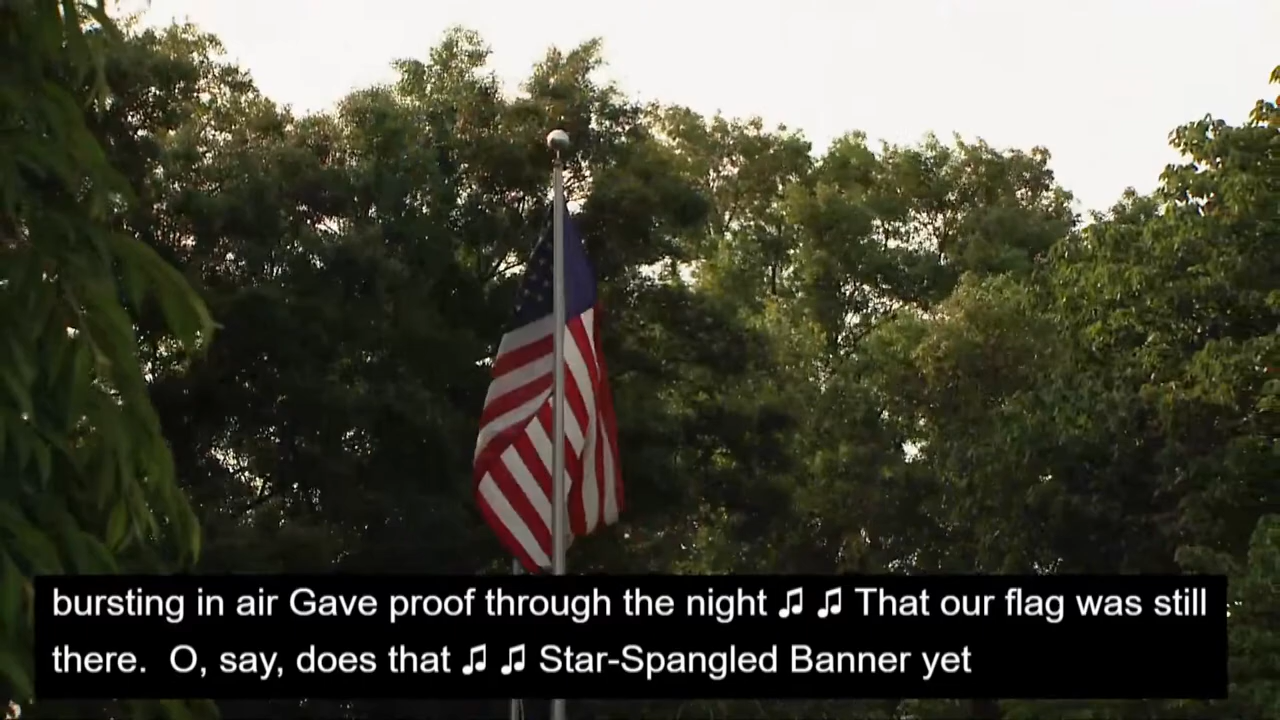 bursting in air Gave proof through the night ♫ ♫ That our flag was still
there.  O, say, does that ♫ ♫ Star-Spangled Banner yet